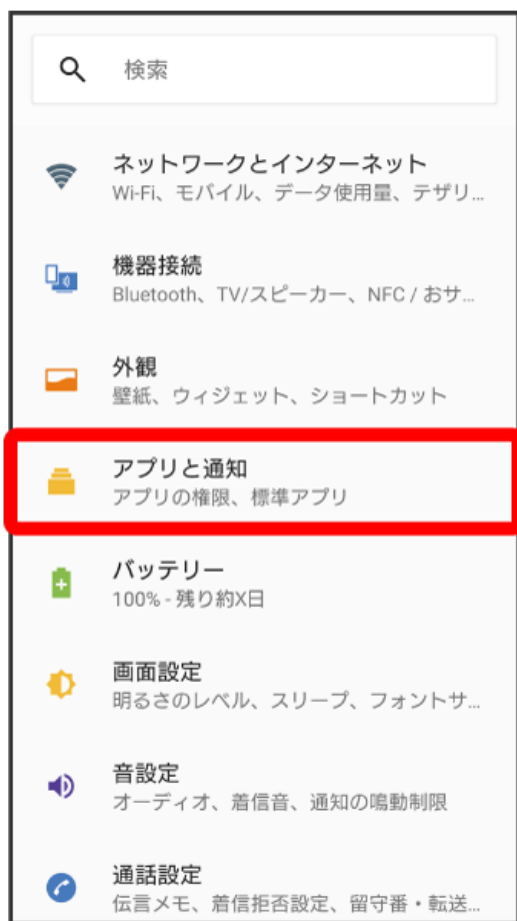 検索
ネットワークとインターネット
Wi-Fi、モバイル、データ使用量、テザリ...
機器接続
Bluetooth、TV/スピーカー、NFC / おサ...
外観
壁紙、ウィジェット、ショートカット
アプリと通知
アプリの権限、標準アプリ
バッテリー
100% - 残り約X日
画面設定
明るさのレベル、スリープ、フォントサ...
音設定
オーディオ、着信音、通知の鳴動制限
通話設定
伝言メモ、着信拒否設定、留守番・転送...